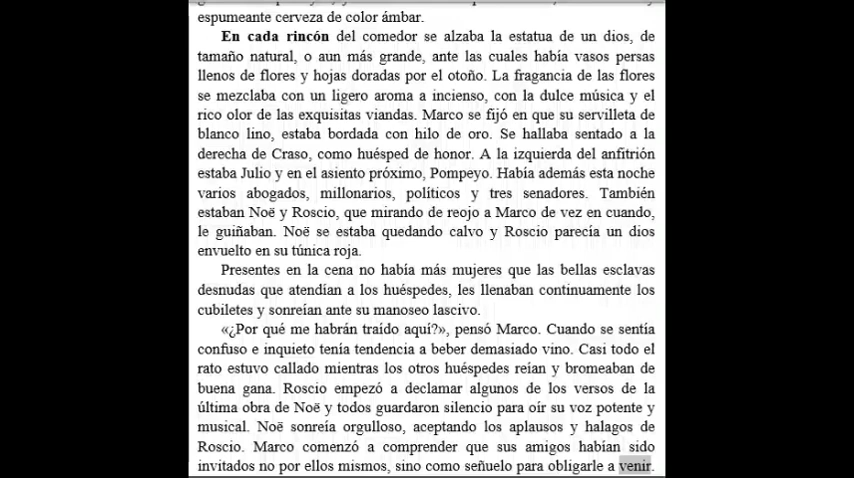 espumeante cerveza de color ámbar.
En cada rincón del comedor se alzaba la estatua de un dios, de
tamaño natural, o aun más grande, ante las cuales había vasos persas
llenos de flores y hojas doradas por el otoño. La fragancia de las flores
se mezclaba con un ligero aroma a incienso, con la dulce música y el
rico olor de las exquisitas viandas. Marco se fijó en que su servilleta de
blanco lino, estaba bordada con hilo de oro. Se hallaba sentado a la
derecha de Craso, como huésped de honor. A la izquierda del anfitrión
estaba Julio y en el asiento próximo, Pompeyo. Había además esta noche
varios abogados, millonarios, políticos y tres senadores. También
estaban Noë y Roscio, que mirando de reojo a Marco de vez en cuando,
le guiñaban. Noë se estaba quedando calvo y Roscio parecía un dios
envuelto en su túnica roja.
Presentes en la cena no había más mujeres que las bellas esclavas
desnudas que atendían a los huéspedes, les llenaban continuamente los
cubiletes y sonreían ante su manoseo lascivo.
«¿Por qué me habrán traído aquí?», pensó Marco. Cuando se sentía
confuso e inquieto tenía tendencia a beber demasiado vino. Casi todo el
rato estuvo callado mientras los otros huéspedes reían y bromeaban de
buena gana. Roscio empezó a declamar algunos de los versos de la
última obra de Noë y todos guardaron silencio para oír su voz potente y
musical. Noë sonreía orgulloso, aceptando los aplausos y halagos de
Roscio. Marco comenzó a comprender que sus amigos habían sido
invitados no por ellos mismos, sino como señuelo para obligarle a venir.